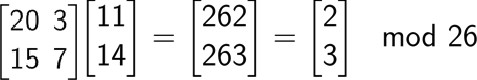 [20 3][11] = [262] = [2] mod 26
[15 7][14] = [263] = [3]